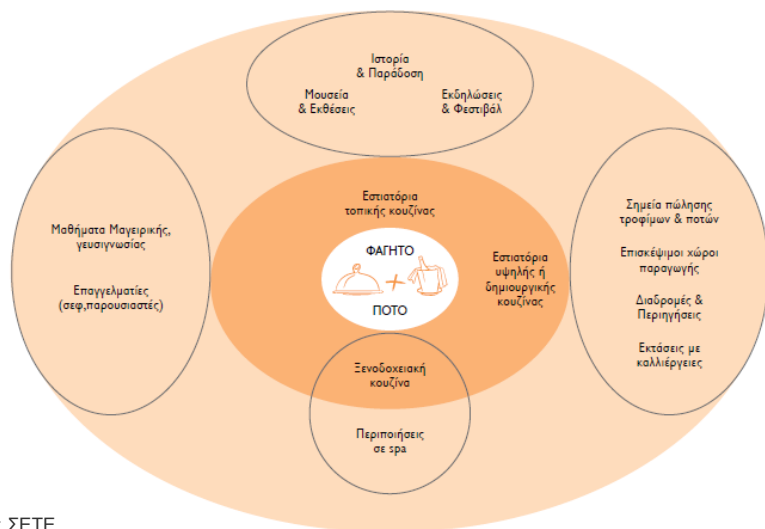 Ιστορία
& Παράδοση
Μουσεία
& Εκθέσεις
Εκδηλώσεις
& Φεστιβάλ
Μαθήματα Μαγειρικής,
γευσιγνωσίας
Επαγγελματίες
(σεφ,παρουσιαστές)
Εστιατόρια
τοπικής κουζίνας
ΦΑΓΗΤΟ
ΠΟΤΟ
Εστιατόρια
υψηλής ή
δημιουργικής
κουζίνας
Σημεία πώλησης
τροφίμων & ποτών
Επισκέψιμοι χώροι
παραγωγής
Διαδρομές &
Περιηγήσεις
Εκτάσεις με
καλλιέργειες
Ξενοδοχειακή
κουζίνα
Περιποιήσεις
σε spa
ΣΕΤΕ